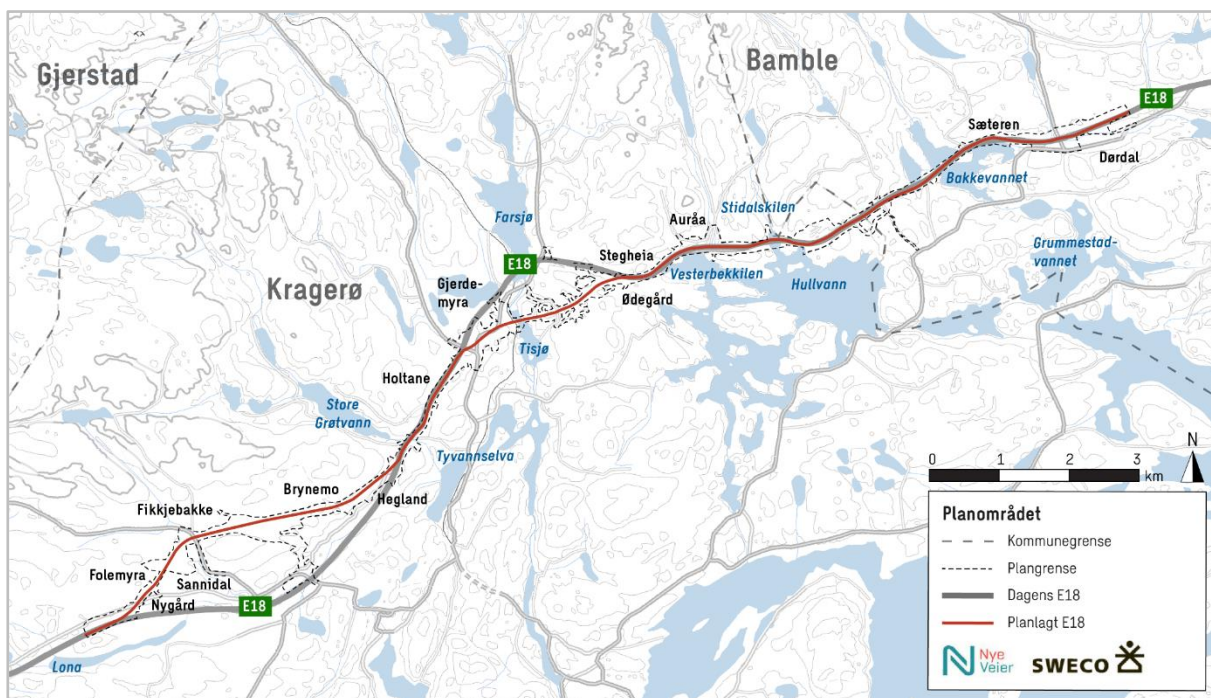 Gjerstad
Bamble
E18
Sæteren
Dørdal
Bakkevannet
Stidalskilen
Auråa
Farsjø
Stegheia
E18
Grummestad-
vannet
Vesterbekkilen
Hullvann
Gjerde-
myra
Kragerø
Ødegård
Tisjø
Holtane
Store
Grøtvann
Tyvannselva
Brynemo
Hegland
Fikkjebakke
Folemyra
Sannidal
Nygård
E18
Lona
N
0 1 2 3
km
Planområdet
Kommunegrense
Plangrense
Dagens E18
Planlagt E18
Nye
Veier
SWECO